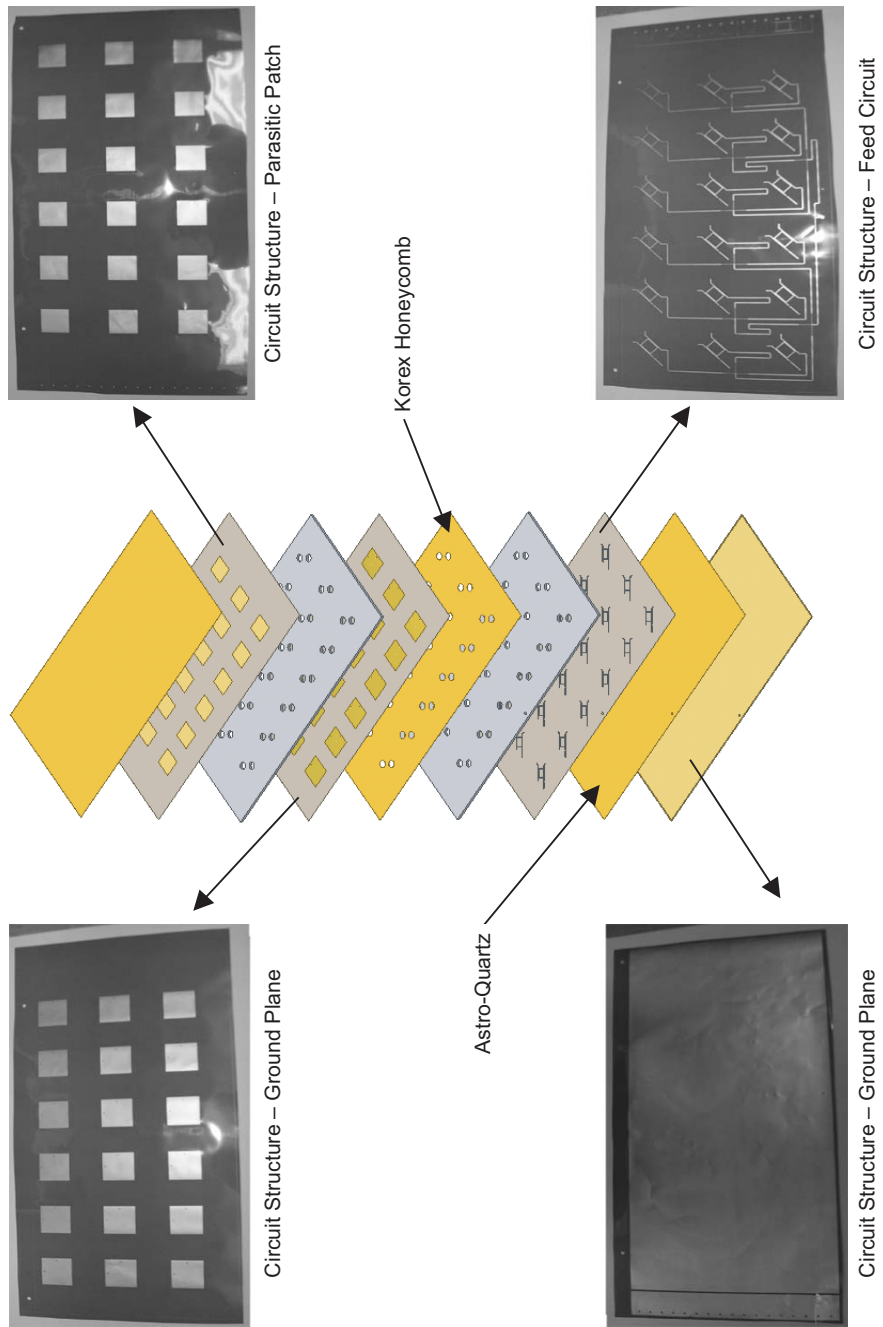 Circuit Structure – Parasitic Patch
Korex Honeycomb
Circuit Structure – Feed Circuit
Circuit Structure – Ground Plane
Astro-Quartz
Circuit Structure – Ground Plane